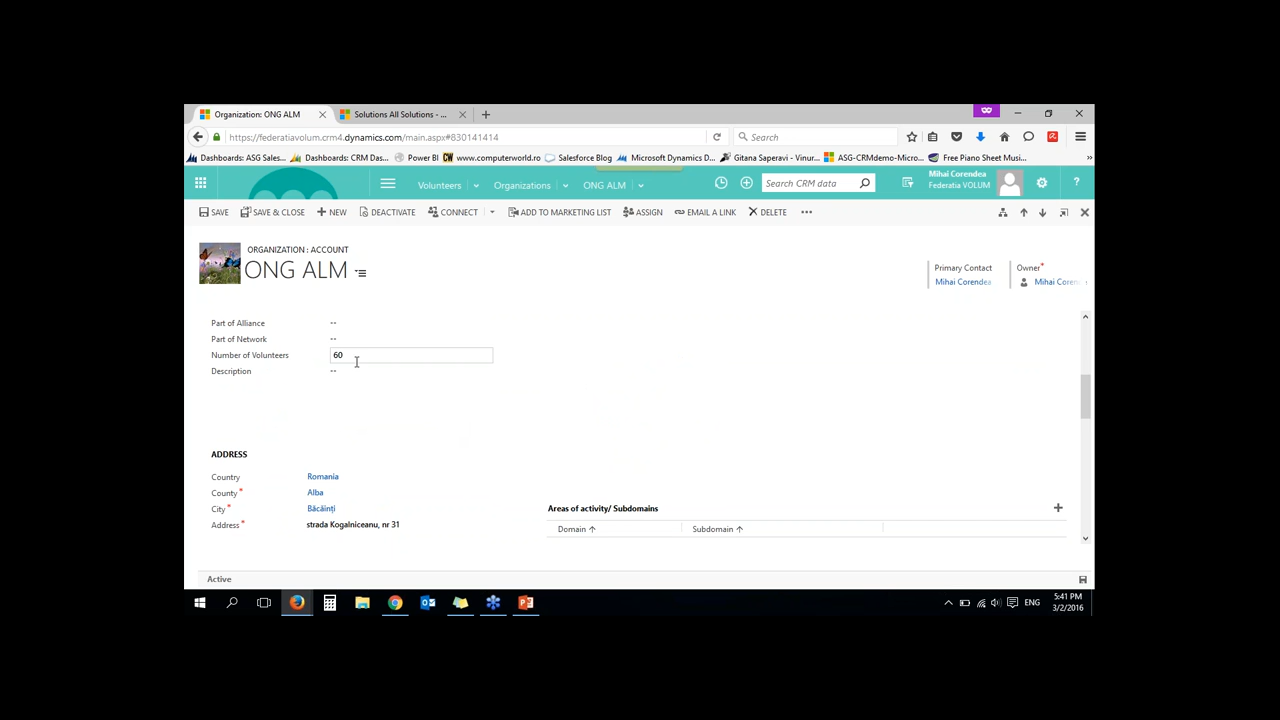 Organization: ONG ALM
Solutions All Solutions - ...
https://federatiavolum.crm4.dynamics.com/main.aspx#830141414
Search
Dashboards: ASG Sales... Dashboards: CRM Das... Power BI www.computerworld.ro Salesforce Blog Microsoft Dynamics D... Gitana Saperavi - Vinur... ASG-CRMdemo-Micro... Free Piano Sheet Musi... »
Volunteers Organizations ONG ALM Search CRM data
Mihai Corendea
Federatia VOLUM
?
SAVE SAVE & CLOSE + NEW DEACTIVATE CONNECT ADD TO MARKETING LIST ASSIGN EMAIL A LINK DELETE ...
ORGANIZATION : ACCOUNT
ONG ALM
Primary Contact
Mihai Corendea
Owner*
Mihai Coren
Part of Alliance --
Part of Network --
Number of Volunteers 60
Description --
ADDRESS
Country Romania
County * Alba
City * Băcăinți
Address * strada Kogalniceanu, nr 31
Areas of activity/ Subdomains +
Domain ↑ Subdomain ↑
Active
ENG
5:41 PM
3/2/2016